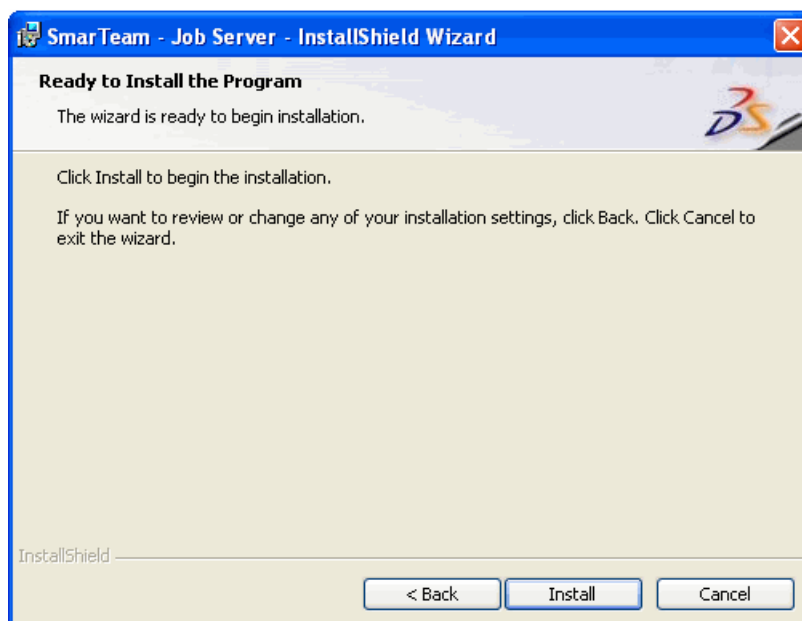 SmarTeam - Job Server - InstallShield Wizard
Ready to Install the Program
The wizard is ready to begin installation.
Click Install to begin the installation.
If you want to review or change any of your installation settings, click Back. Click Cancel to
exit the wizard.
InstallShield
< Back
Install
Cancel